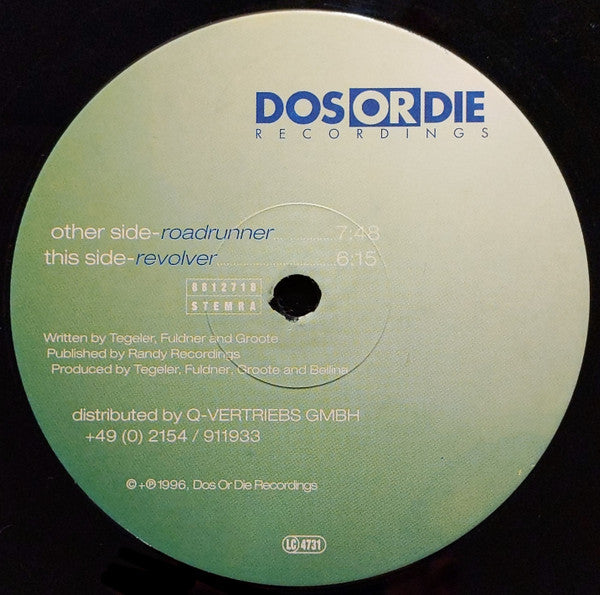 DOS OR DIE
RECORDINGS
other side-roadrunner..............7:48
this side-revolver..............................6:15
8812718
STEMRA
Written by Tegeler, Fuldner and Groote
Published by Randy Recordings
Produced by Tegeler, Fuldner, Groote and Bellina
distributed by Q-VERTRIEBS GMBH
+49 (0) 2154 / 911933
©+℗1996, Dos Or Die Recordings
LC 4731